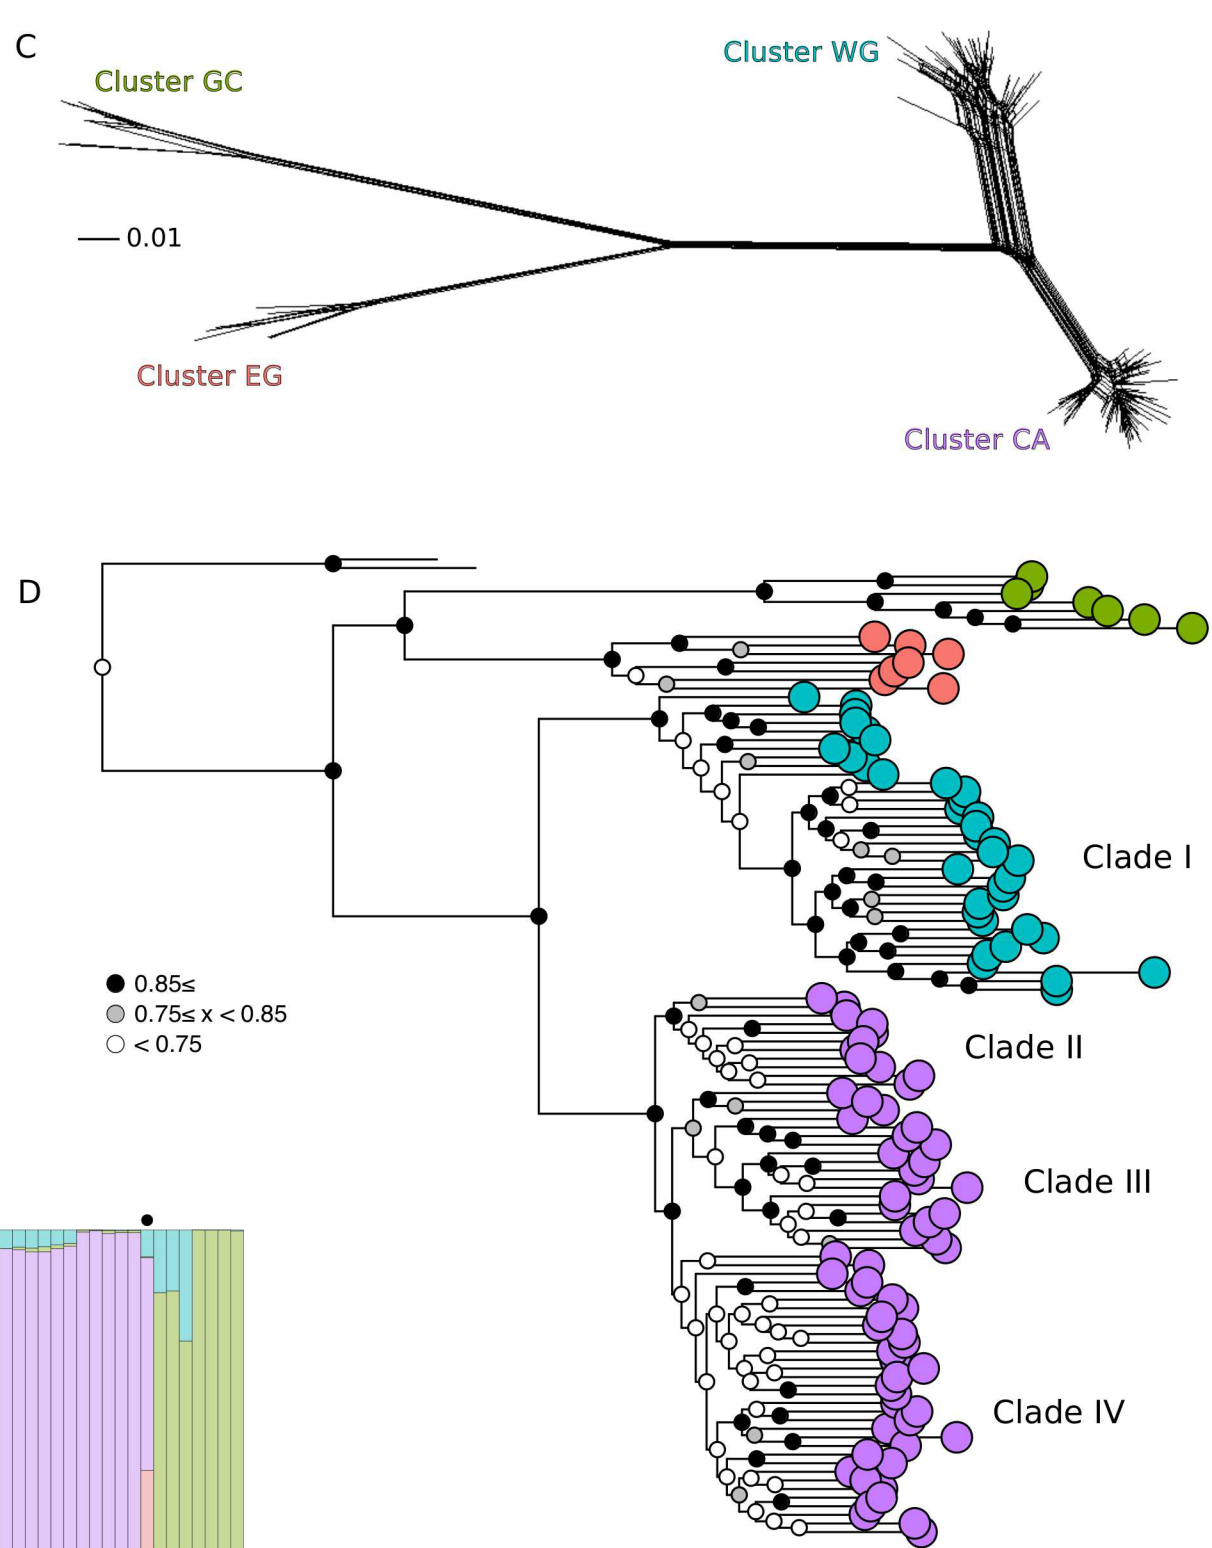 C
Cluster GC
Cluster WG
0.01
Cluster EG
Cluster CA
D
Clade I
0.85≤
0.75≤ x < 0.85
< 0.75
Clade II
Clade III
Clade IV